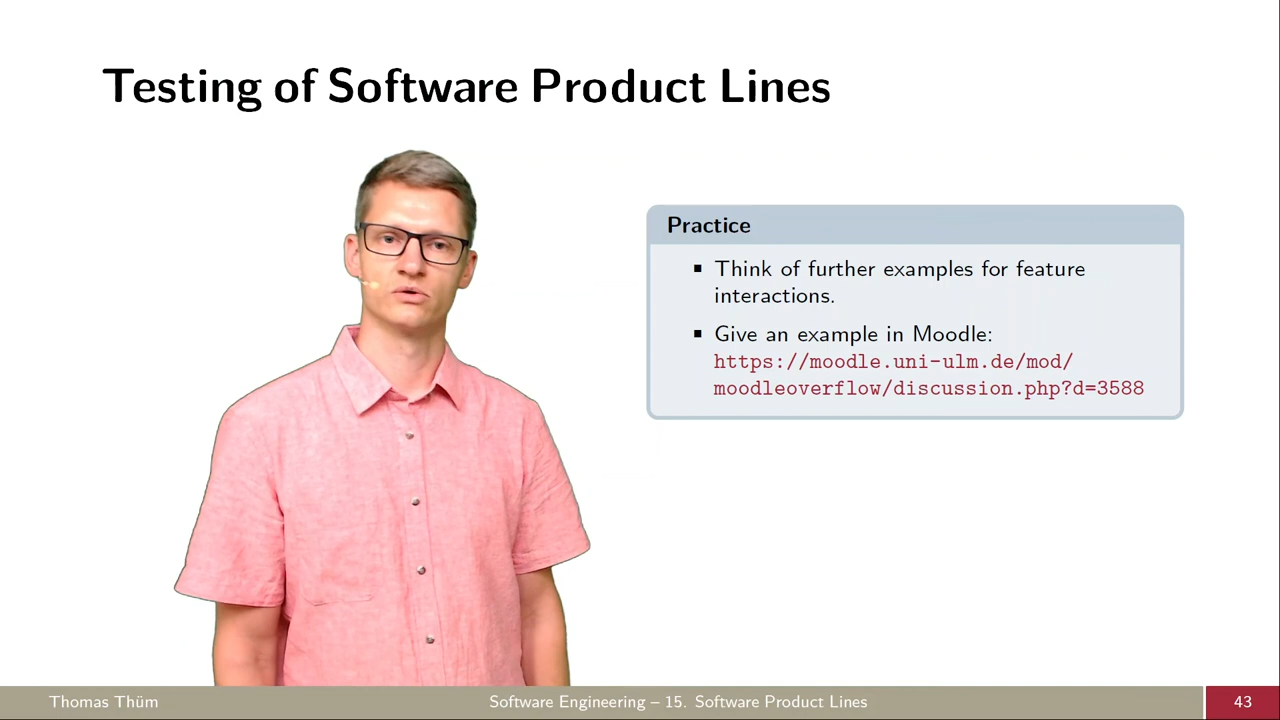 Testing of Software Product Lines
Practice
▪ Think of further examples for feature
interactions.
▪ Give an example in Moodle:
https://moodle.uni-ulm.de/mod/
moodleoverflow/discussion.php?d=3588
Thomas Thüm
Software Engineering – 15. Software Product Lines
43